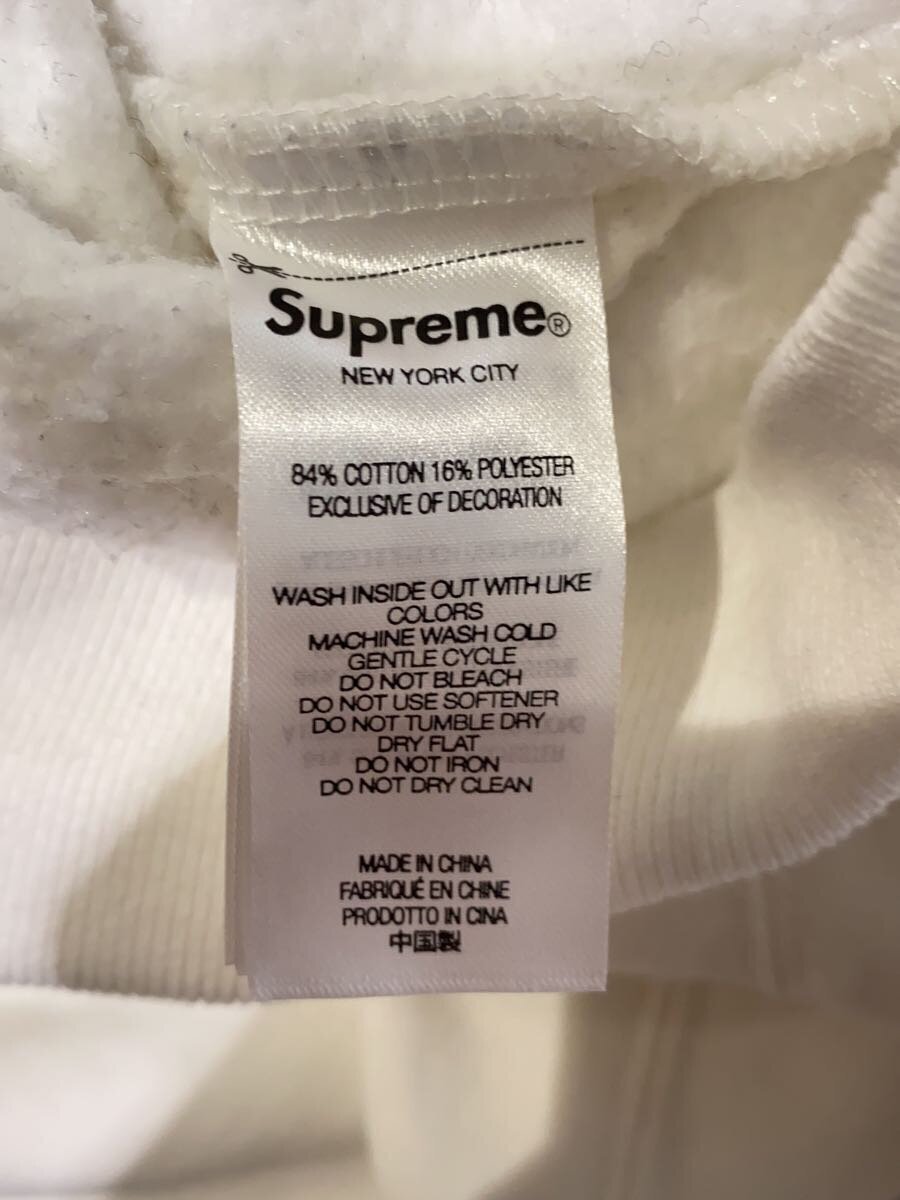 Supreme®
NEW YORK CITY
84% COTTON 16% POLYESTER
EXCLUSIVE OF DECORATION
WASH INSIDE OUT WITH LIKE
COLORS
MACHINE WASH COLD
GENTLE CYCLE
DO NOT BLEACH
DO NOT USE SOFTENER
DO NOT TUMBLE DRY
DRY FLAT
DO NOT IRON
DO NOT DRY CLEAN
MADE IN CHINA
FABRIQUÉ EN CHINE
PRODOTTO IN CINA
中国製